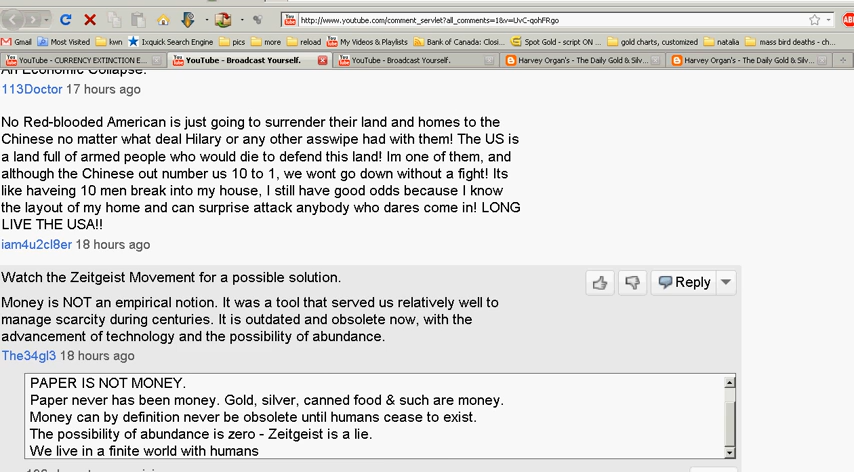 http://www.youtube.com/comment_servlet?all_comments=1&v=UvC-qohFRgo
Gmail Most Visited kwn Ixquick Search Engine pics more reload My Videos & Playlists Bank of Canada: Closi... Spot Gold - script ON ... gold charts, customized natalia mass bird deaths - ch...
YouTube - CURRENCY EXTINCTION E... YouTube - Broadcast Yourself. YouTube - Broadcast Yourself. Harvey Organ's - The Daily Gold & Silv... Harvey Organ's - The Daily Gold & Silv...
An Economic Collapse.
113Doctor 17 hours ago
No Red-blooded American is just going to surrender their land and homes to the
Chinese no matter what deal Hilary or any other asswipe had with them! The US is
a land full of armed people who would die to defend this land! Im one of them, and
although the Chinese out number us 10 to 1, we wont go down without a fight! Its
like haveing 10 men break into my house, I still have good odds because I know
the layout of my home and can surprise attack anybody who dares come in! LONG
LIVE THE USA!!
iam4u2cl8er 18 hours ago
Watch the Zeitgeist Movement for a possible solution.
Reply
Money is NOT an empirical notion. It was a tool that served us relatively well to
manage scarcity during centuries. It is outdated and obsolete now, with the
advancement of technology and the possibility of abundance.
The34gl3 18 hours ago
PAPER IS NOT MONEY.
Paper never has been money. Gold, silver, canned food & such are money.
Money can by definition never be obsolete until humans cease to exist.
The possibility of abundance is zero - Zeitgeist is a lie.
We live in a finite world with humans